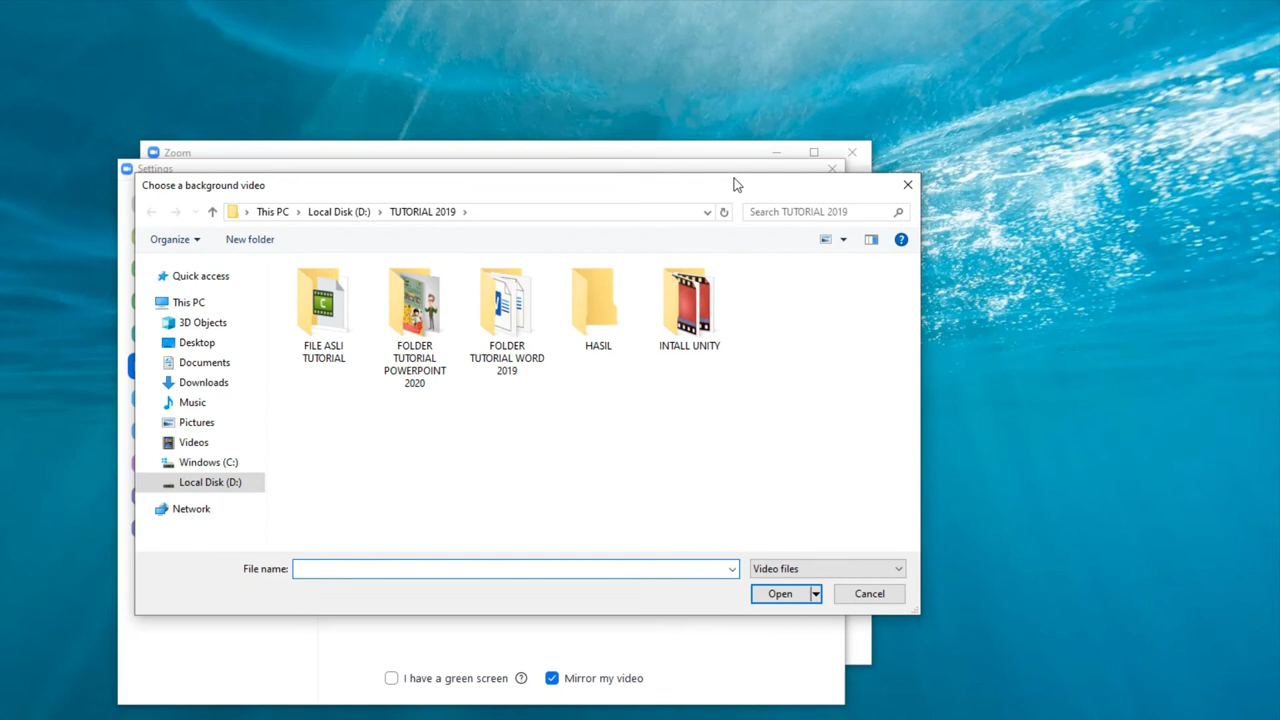 Zoom
Settings
Choose a background video
This PC > Local Disk (D:) > TUTORIAL 2019 >
Search TUTORIAL 2019
Organize
New folder
Quick access
This PC
3D Objects
Desktop
Documents
Downloads
Music
Pictures
Videos
Windows (C:)
Local Disk (D:)
Network
FILE ASLI
TUTORIAL
FOLDER
TUTORIAL
POWERPOINT
2020
FOLDER
TUTORIAL WORD
2019
HASIL
INTALL UNITY
File name:
Video files
Open
Cancel
I have a green screen
Mirror my video